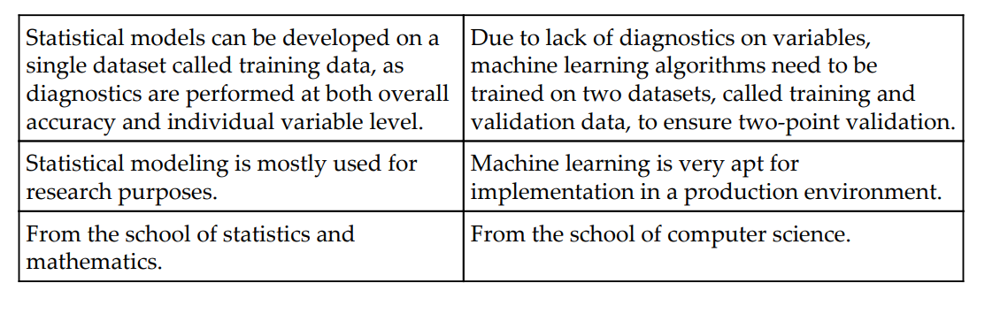 Statistical models can be developed on a
single dataset called training data, as
diagnostics are performed at both overall
accuracy and individual variable level.
Due to lack of diagnostics on variables,
machine learning algorithms need to be
trained on two datasets, called training and
validation data, to ensure two-point validation.
Statistical modeling is mostly used for
research purposes.
Machine learning is very apt for
implementation in a production environment.
From the school of statistics and
mathematics.
From the school of computer science.